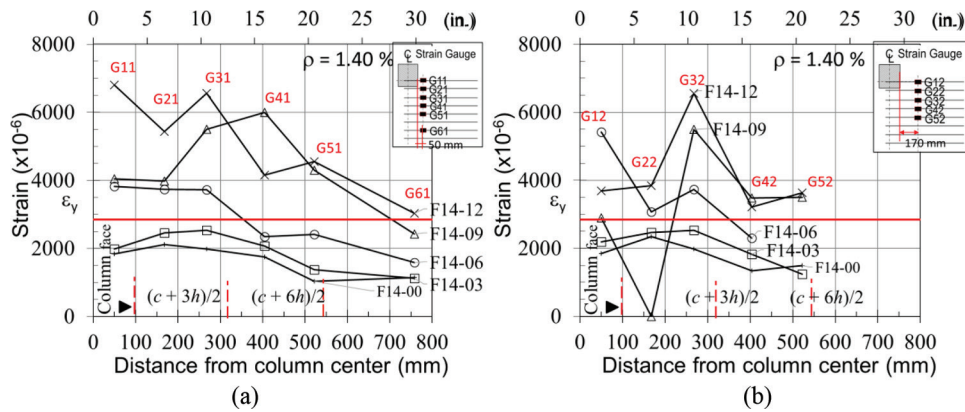 0 5 10 15 20 25 30 (in.)
8000
ρ = 1.40 %
℄ Strain Gauge
G11
G21
G31
G41
G51
G61
50 mm
G11
G21
G31
G41
G51
G61
6000
4000
εy
2000
0
Strain (x10⁻⁶)
F14-12
F14-09
F14-06
F14-03
F14-00
Column face
(c + 3h)/2
(c + 6h)/2
0 100 200 300 400 500 600 700 800
Distance from column center (mm)
(a)
0 5 10 15 20 25 30 (in.)
8000
ρ = 1.40 %
℄ Strain Gauge
G12
G22
G32
G42
G52
170 mm
G12
G22
G32
G42
G52
6000
4000
εy
2000
0
Strain (x10⁻⁶)
F14-12
F14-09
F14-06
F14-03
F14-00
Column face
(c + 3h)/2
(c + 6h)/2
0 100 200 300 400 500 600 700 800
Distance from column center (mm)
(b)